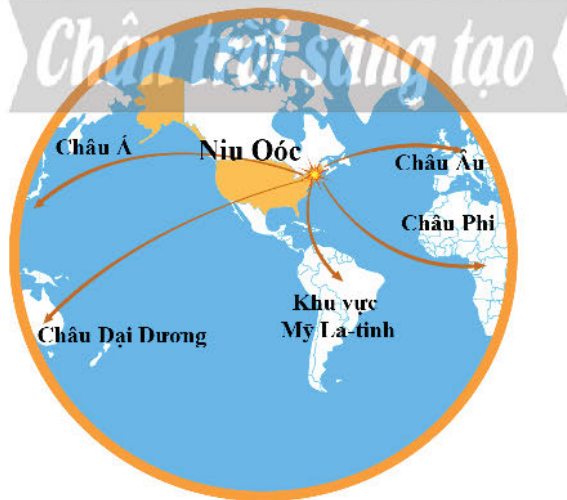 Chân trời sáng tạo
Châu Á
Niu Oóc
Châu Âu
Châu Phi
Khu vực
Mỹ La-tinh
Châu Đại Dương